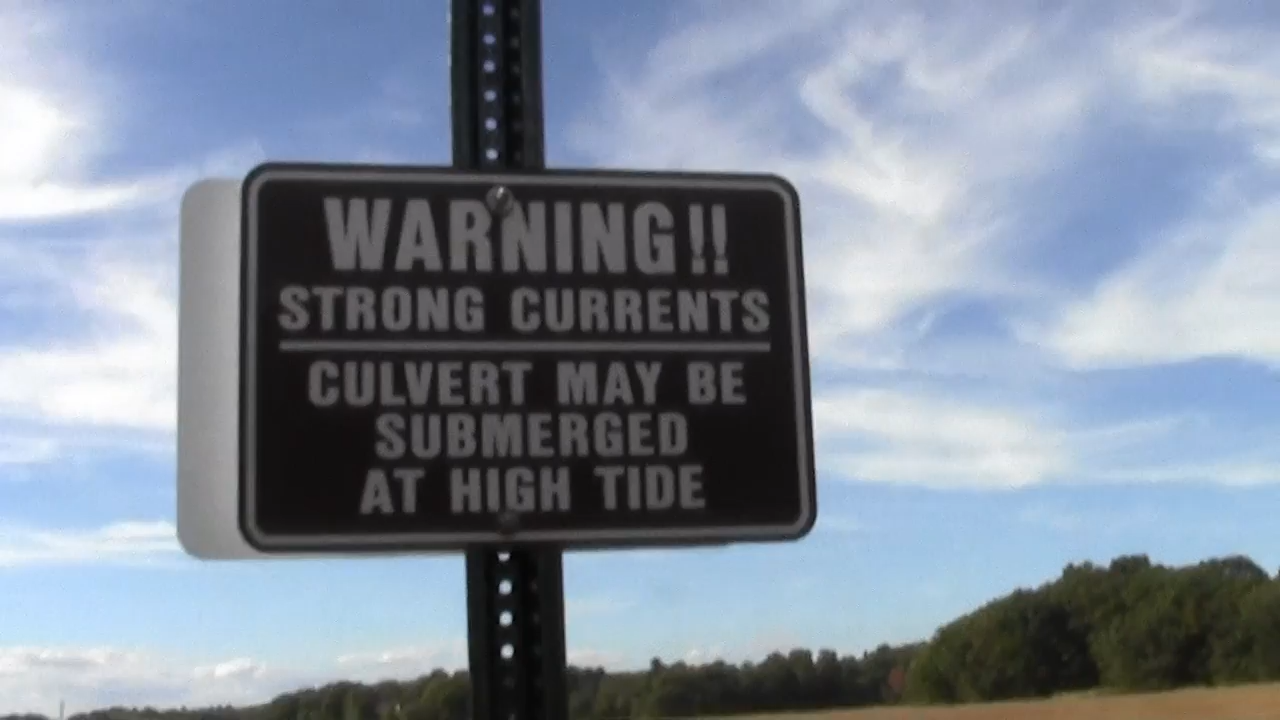 WARNING!!
STRONG CURRENTS
CULVERT MAY BE
SUBMERGED
AT HIGH TIDE